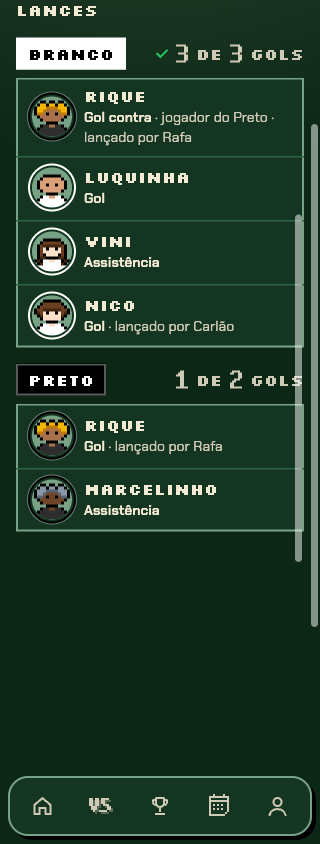 LANCES
BRANCO
✓ 3 DE 3 GOLS
RIQUE
Gol contra · jogador do Preto ·
lançado por Rafa
LUQUINHA
Gol
VINI
Assistência
NICO
Gol · lançado por Carlão
PRETO
1 DE 2 GOLS
RIQUE
Gol · lançado por Rafa
MARCELINHO
Assistência
VS